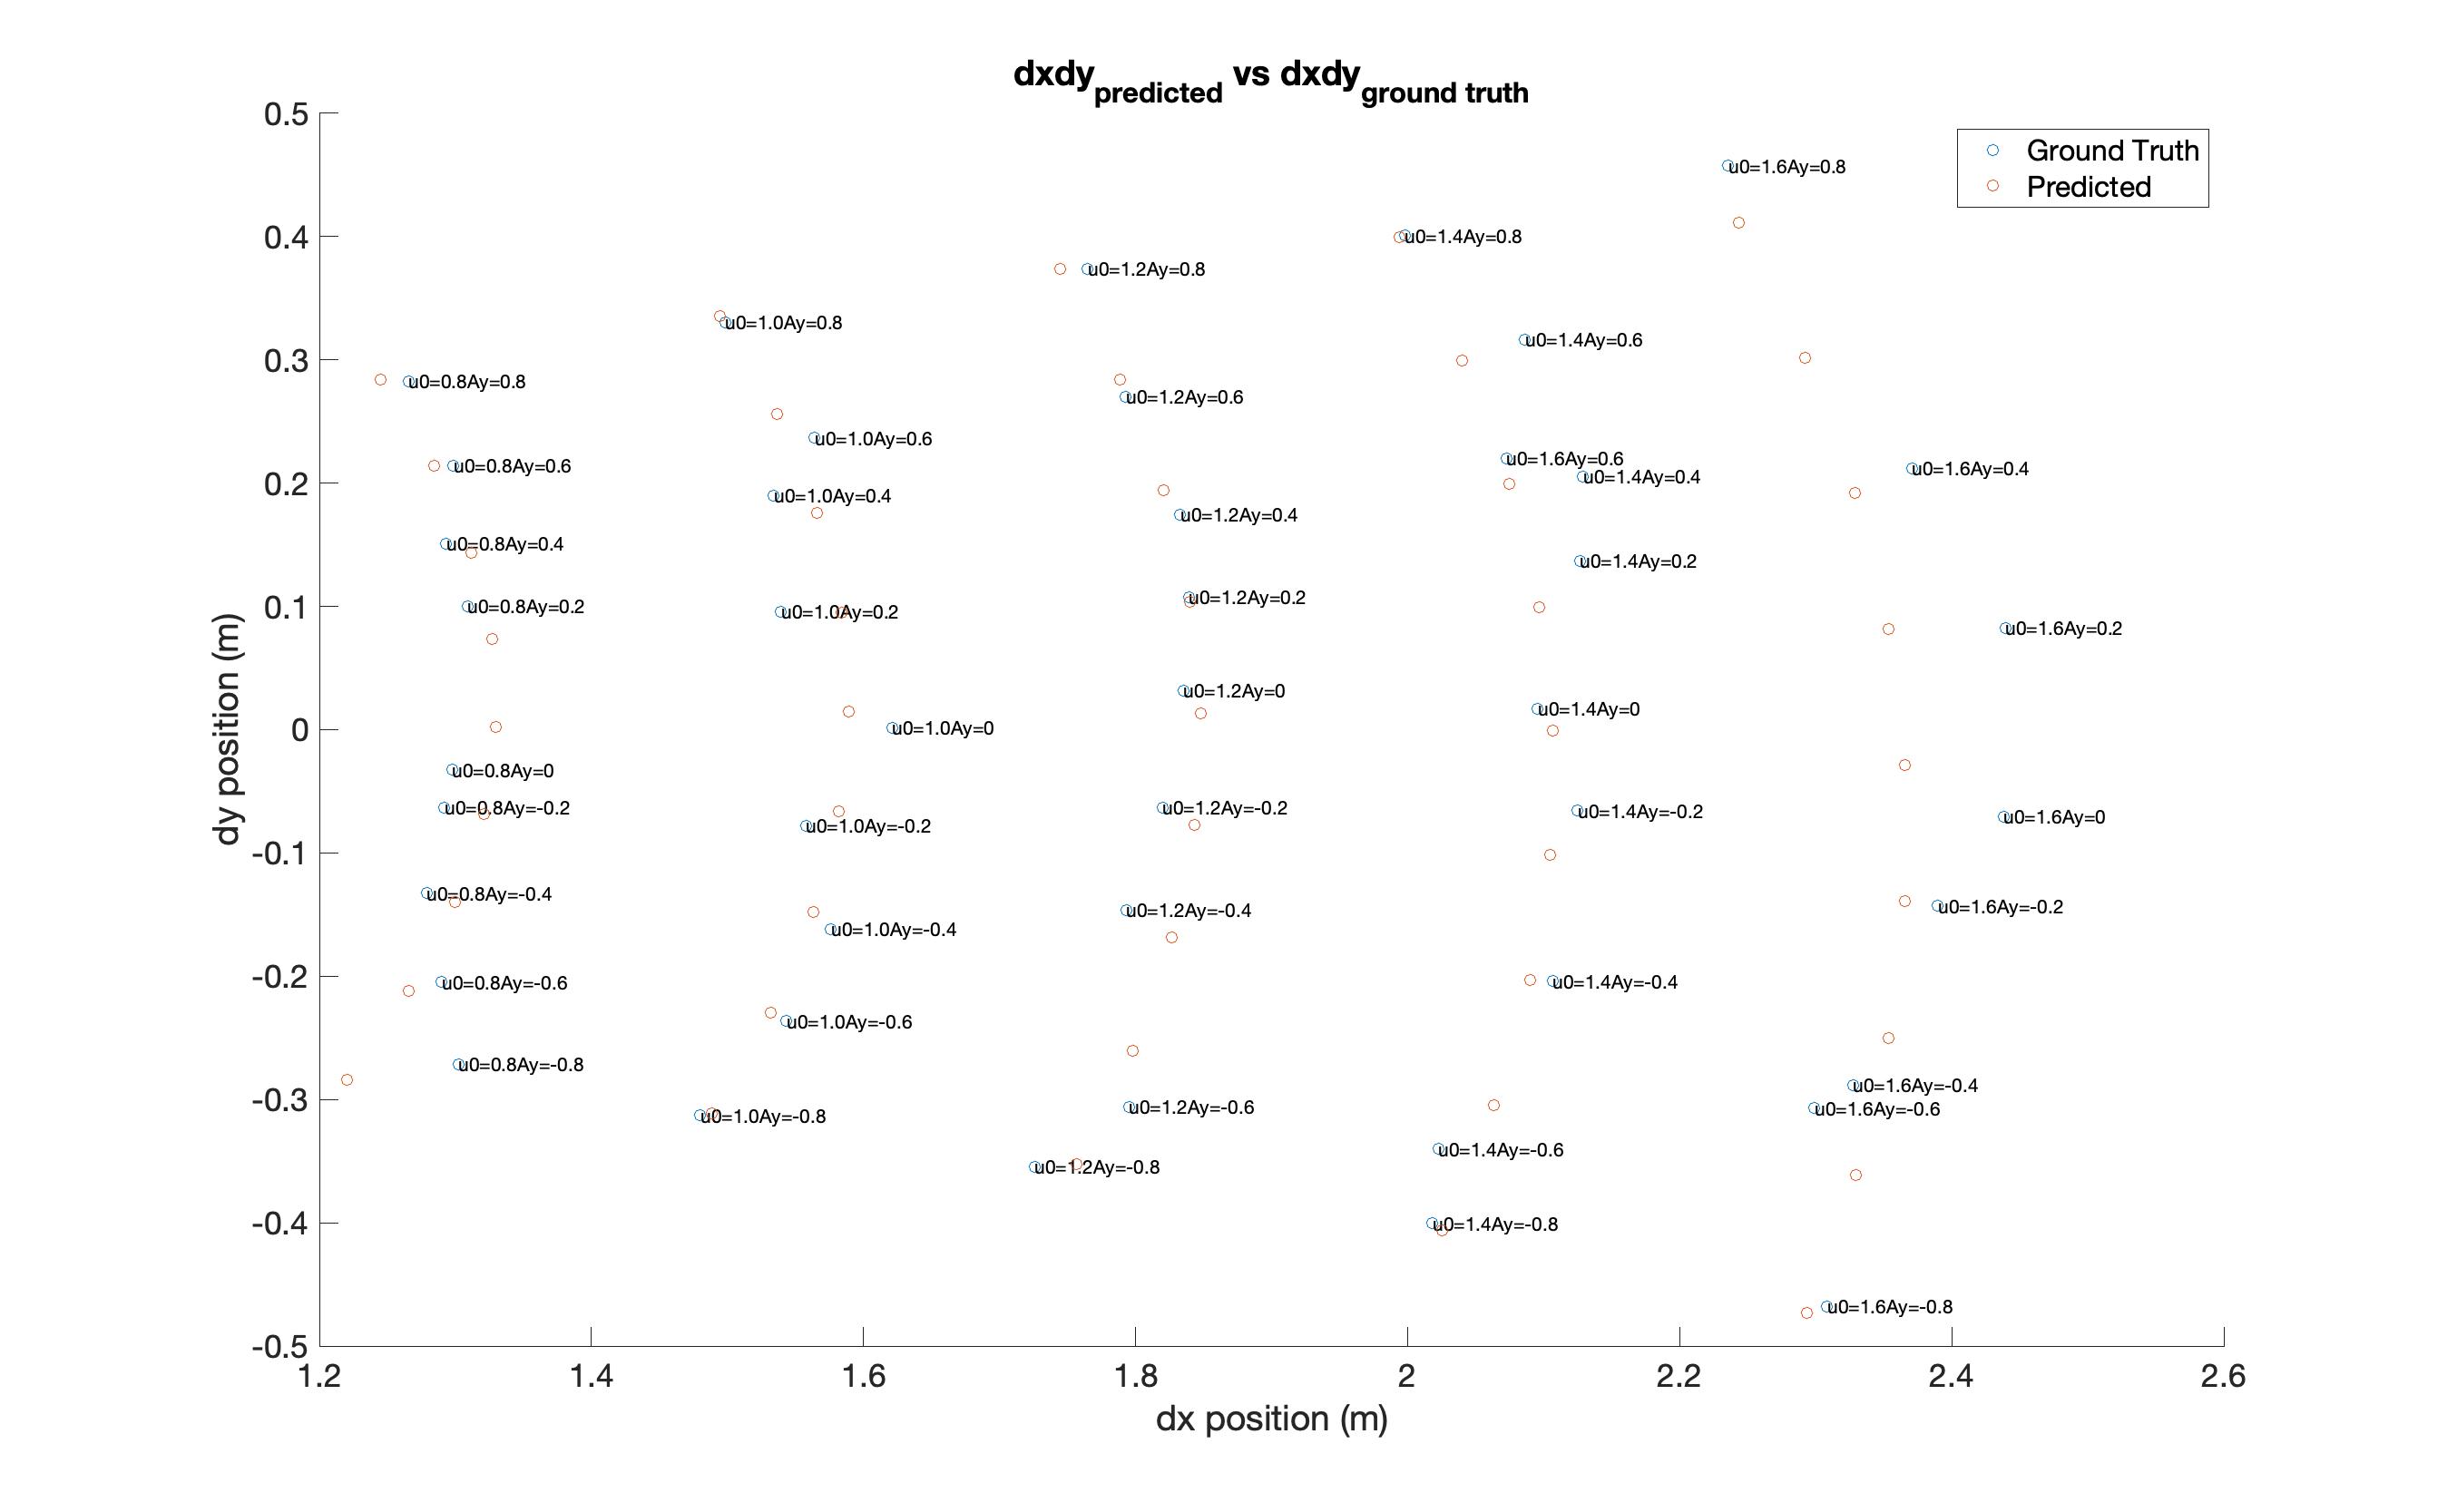 dxdy predicted vs dxdy ground truth
Ground Truth
Predicted
0.5
0.4
0.3
0.2
0.1
0
-0.1
-0.2
-0.3
-0.4
-0.5
dy position (m)
u0=1.6Ay=0.8
u0=1.4Ay=0.8
u0=1.2Ay=0.8
u0=1.0Ay=0.8
u0=1.4Ay=0.6
u0=0.8Ay=0.8
u0=1.2Ay=0.6
u0=1.0Ay=0.6
u0=1.6Ay=0.6
u0=0.8Ay=0.6
u0=1.6Ay=0.4
u0=1.4Ay=0.4
u0=1.0Ay=0.4
u0=1.2Ay=0.4
u0=0.8Ay=0.4
u0=1.4Ay=0.2
u0=1.2Ay=0.2
u0=0.8Ay=0.2
u0=1.0Ay=0.2
u0=1.6Ay=0.2
u0=1.2Ay=0
u0=1.4Ay=0
u0=1.0Ay=0
u0=0.8Ay=0
u0=0.8Ay=-0.2
u0=1.2Ay=-0.2
u0=1.4Ay=-0.2
u0=1.6Ay=0
u0=1.0Ay=-0.2
u0=0.8Ay=-0.4
u0=1.6Ay=-0.2
u0=1.2Ay=-0.4
u0=1.0Ay=-0.4
u0=1.4Ay=-0.4
u0=0.8Ay=-0.6
u0=1.0Ay=-0.6
u0=0.8Ay=-0.8
u0=1.6Ay=-0.4
u0=1.2Ay=-0.6
u0=1.6Ay=-0.6
u0=1.0Ay=-0.8
u0=1.4Ay=-0.6
u0=1.2Ay=-0.8
u0=1.4Ay=-0.8
u0=1.6Ay=-0.8
1.2 1.4 1.6 1.8 2 2.2 2.4 2.6
dx position (m)